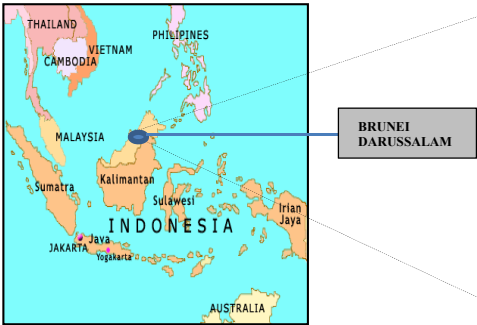 THAILAND
VIETNAM
CAMBODIA
PHILIPINES
MALAYSIA
BRUNEI
DARUSSALAM
Sumatra
Kalimantan
Sulawesi
Irian
Jaya
INDONESIA
JAKARTA
Java
Yogakarta
AUSTRALIA